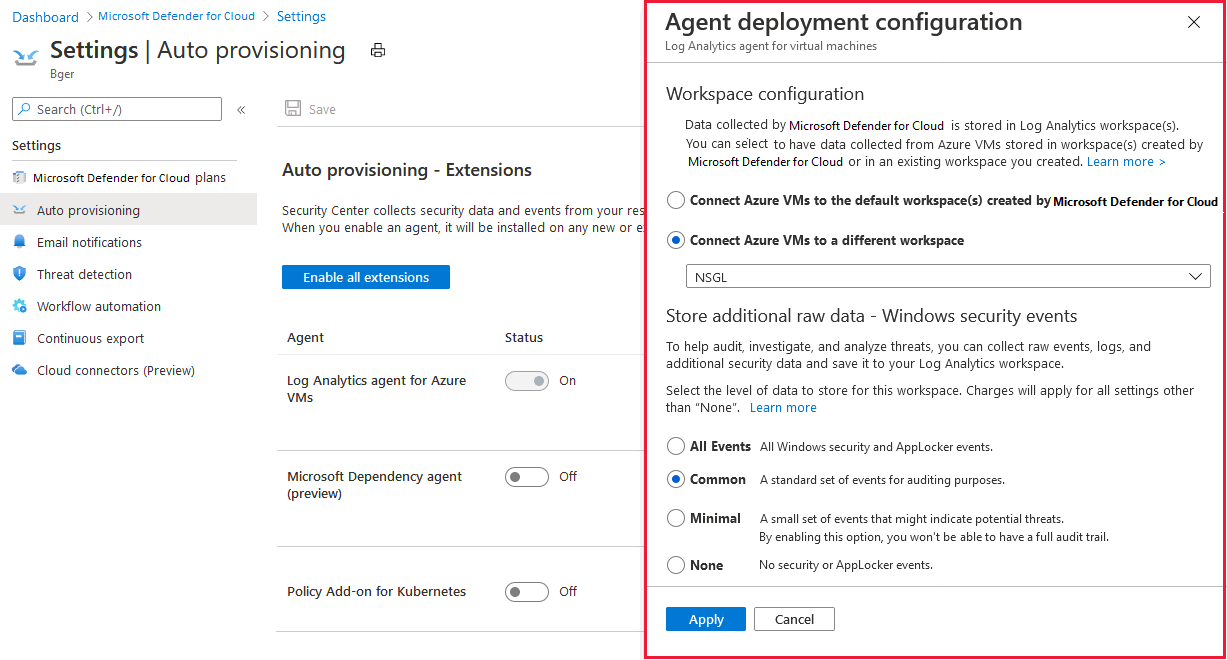 Dashboard > Microsoft Defender for Cloud > Settings
Settings | Auto provisioning
Bger
Search (Ctrl+/)
«
Settings
Microsoft Defender for Cloud plans
Auto provisioning
Email notifications
Threat detection
Workflow automation
Continuous export
Cloud connectors (Preview)
Save
Auto provisioning - Extensions
Security Center collects security data and events from your res
When you enable an agent, it will be installed on any new or e
Enable all extensions
Agent Status
Log Analytics agent for Azure
VMs
On
Microsoft Dependency agent
(preview)
Off
Policy Add-on for Kubernetes
Off
Agent deployment configuration
Log Analytics agent for virtual machines
Workspace configuration
Data collected by Microsoft Defender for Cloud is stored in Log Analytics workspace(s).
You can select to have data collected from Azure VMs stored in workspace(s) created by
Microsoft Defender for Cloud or in an existing workspace you created. Learn more >
Connect Azure VMs to the default workspace(s) created by Microsoft Defender for Cloud
Connect Azure VMs to a different workspace
NSGL
Store additional raw data - Windows security events
To help audit, investigate, and analyze threats, you can collect raw events, logs, and
additional security data and save it to your Log Analytics workspace.
Select the level of data to store for this workspace. Charges will apply for all settings other
than “None”. Learn more
All Events All Windows security and AppLocker events.
Common A standard set of events for auditing purposes.
Minimal A small set of events that might indicate potential threats.
By enabling this option, you won't be able to have a full audit trail.
None No security or AppLocker events.
Apply Cancel